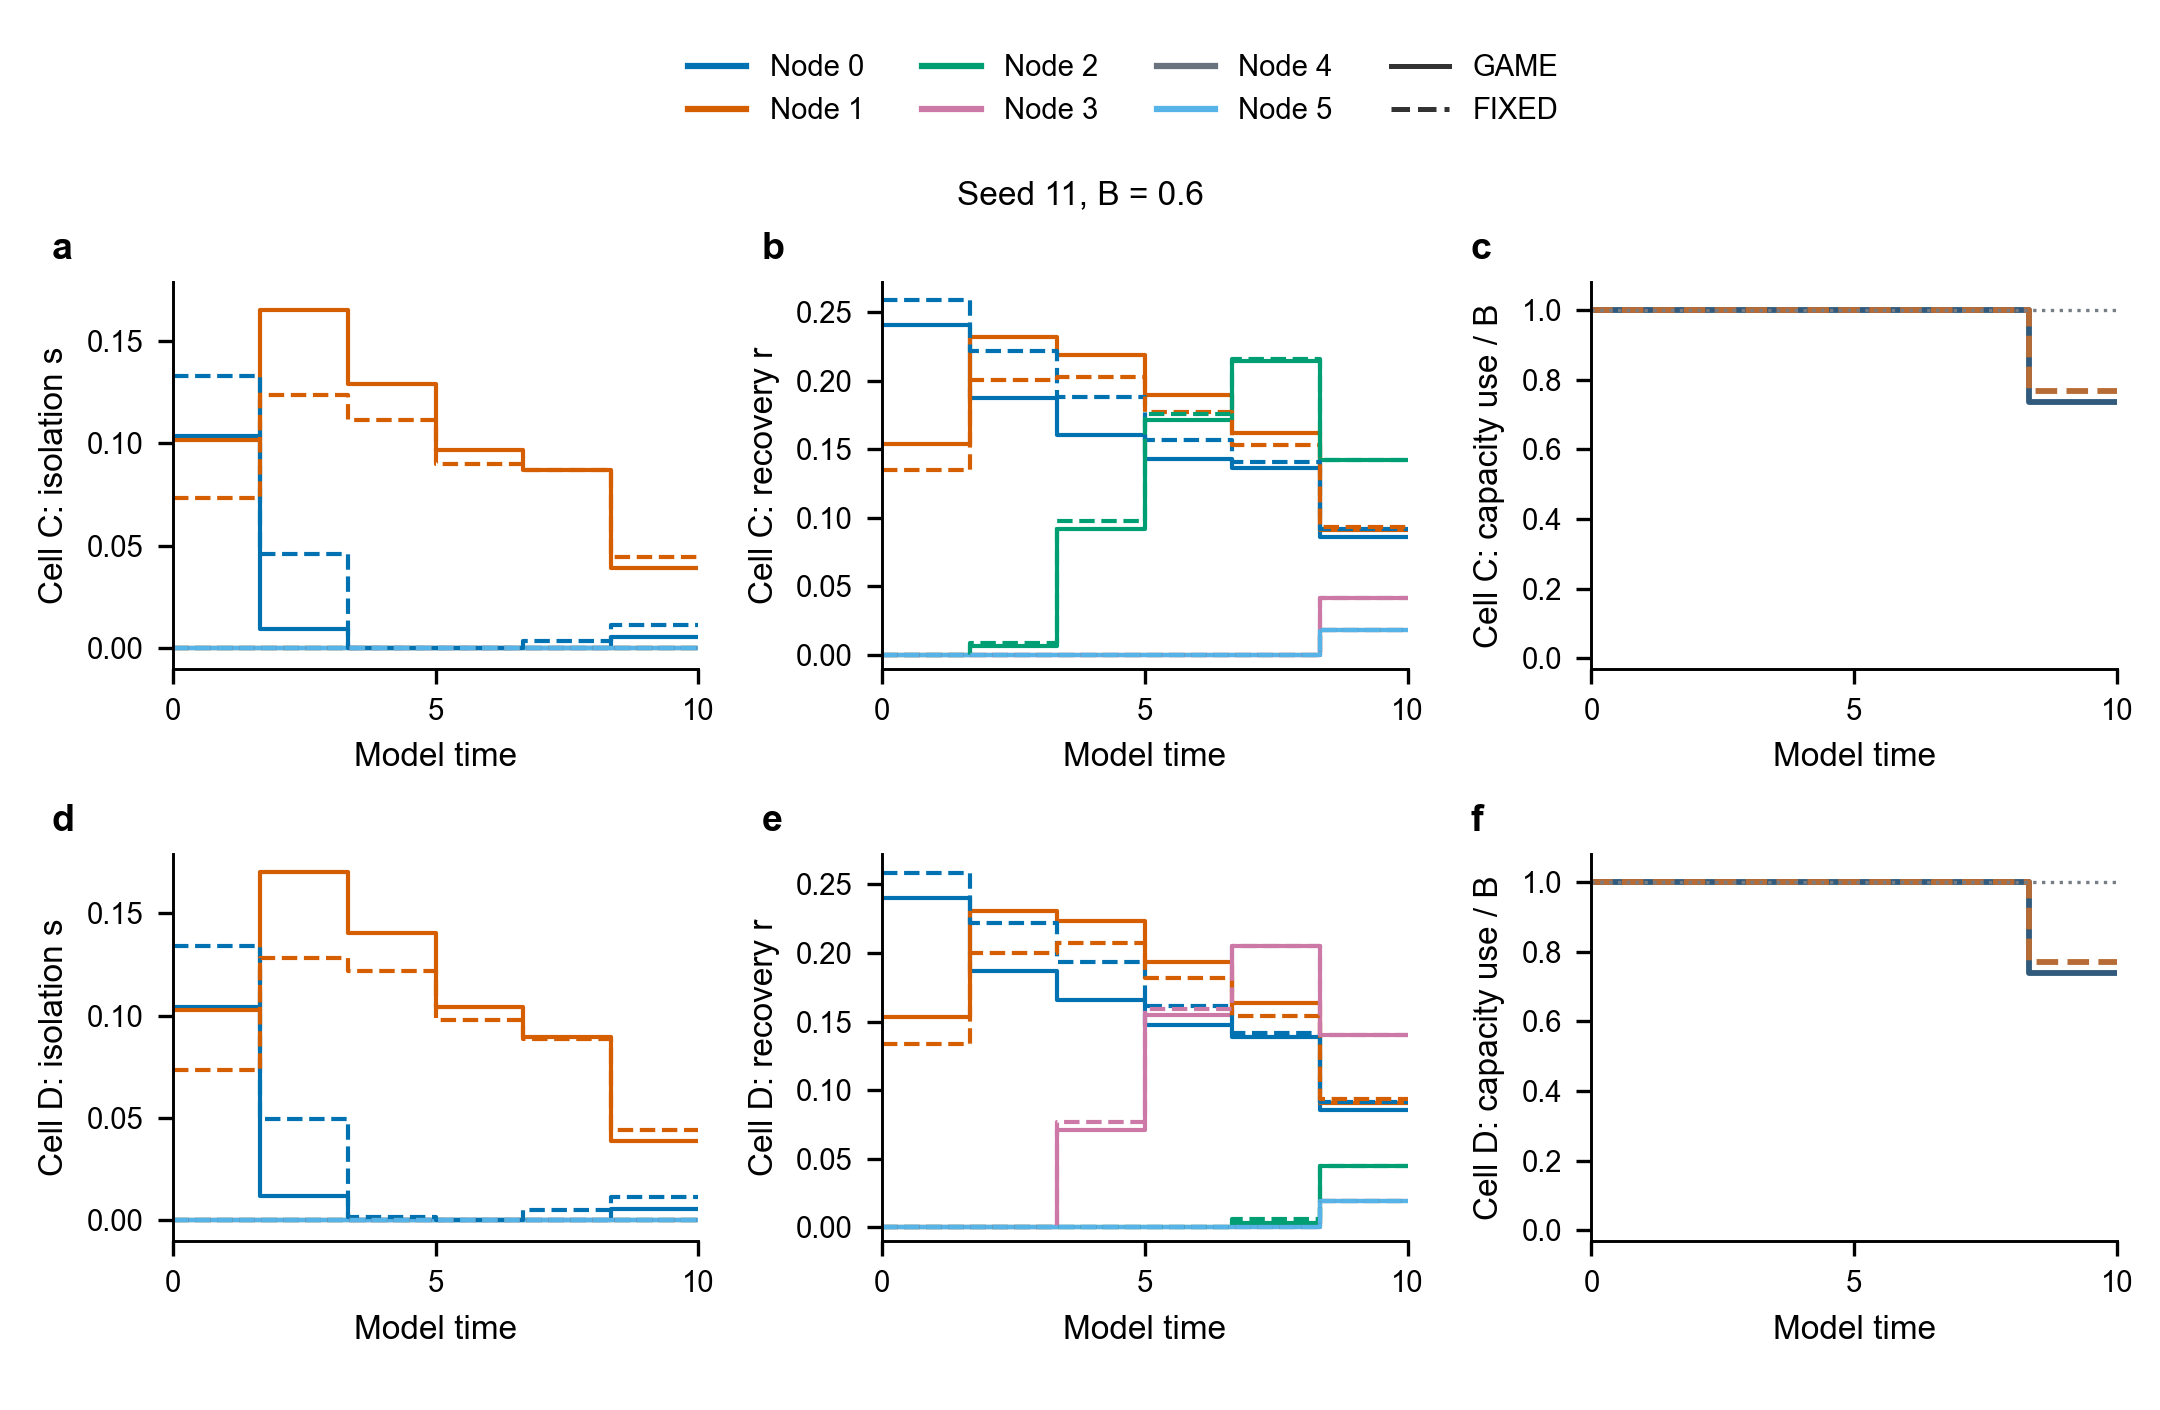 Node 0 Node 2 Node 4 GAME
Node 1 Node 3 Node 5 FIXED
Seed 11, B = 0.6
a
Cell C: isolation s
0.15
0.10
0.05
0.00
0 5 10
Model time
b
Cell C: recovery r
0.25
0.20
0.15
0.10
0.05
0.00
0 5 10
Model time
c
Cell C: capacity use / B
1.0
0.8
0.6
0.4
0.2
0.0
0 5 10
Model time
d
Cell D: isolation s
0.15
0.10
0.05
0.00
0 5 10
Model time
e
Cell D: recovery r
0.25
0.20
0.15
0.10
0.05
0.00
0 5 10
Model time
f
Cell D: capacity use / B
1.0
0.8
0.6
0.4
0.2
0.0
0 5 10
Model time